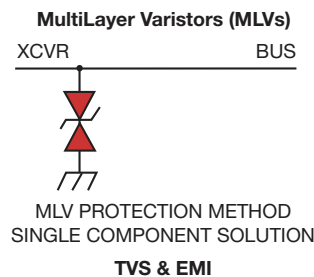 MultiLayer Varistors (MLVs)
XCVR BUS
MLV PROTECTION METHOD
SINGLE COMPONENT SOLUTION
TVS & EMI